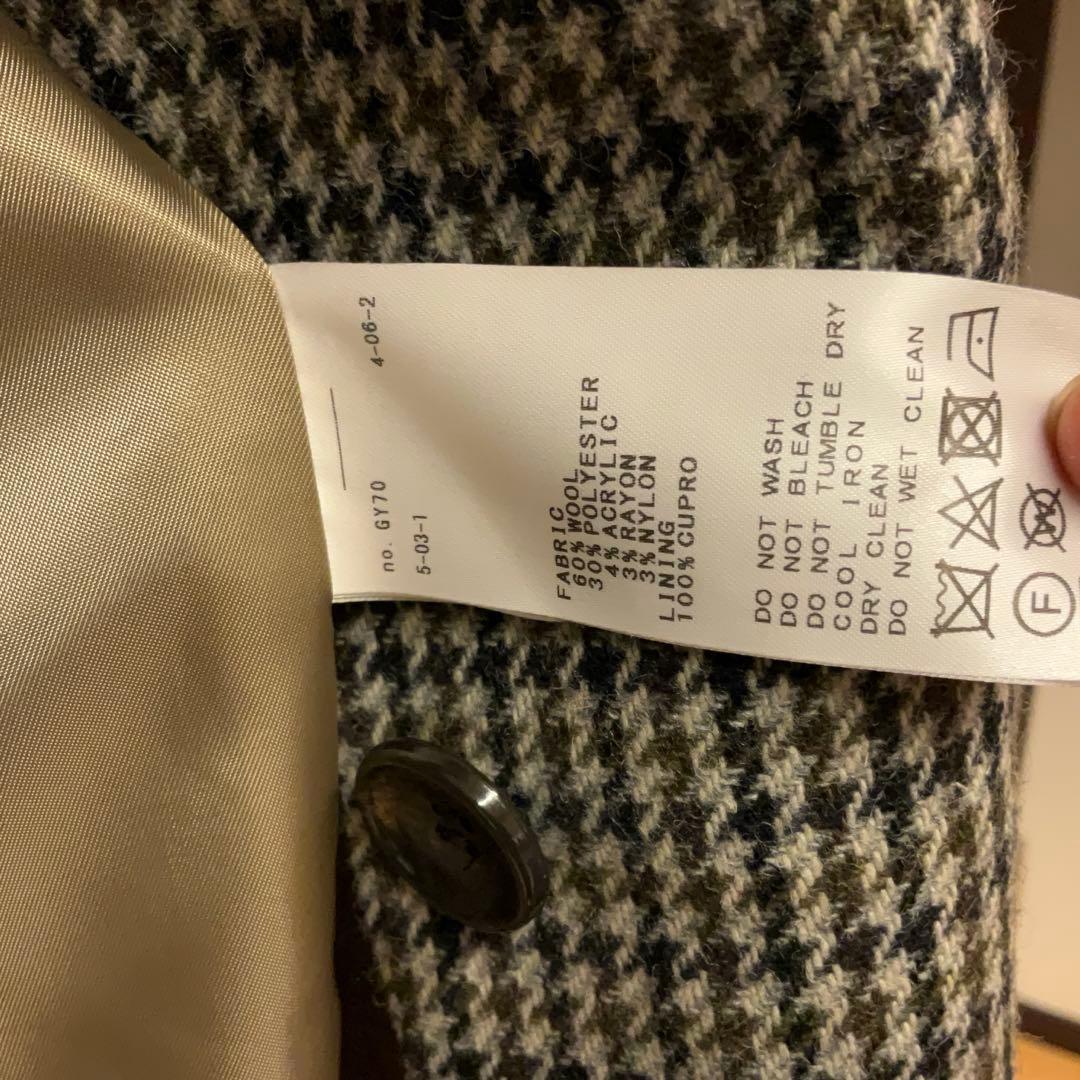 no. GY70
4-06-2
5-03-1
FABRIC
60% WOOL
30% POLYESTER
4% ACRYLIC
3% RAYON
3% NYLON
LINING
100% CUPRO
DO NOT WASH
DO NOT BLEACH
DO NOT TUMBLE DRY
COOL IRON
DRY CLEAN
DO NOT WET CLEAN
F W